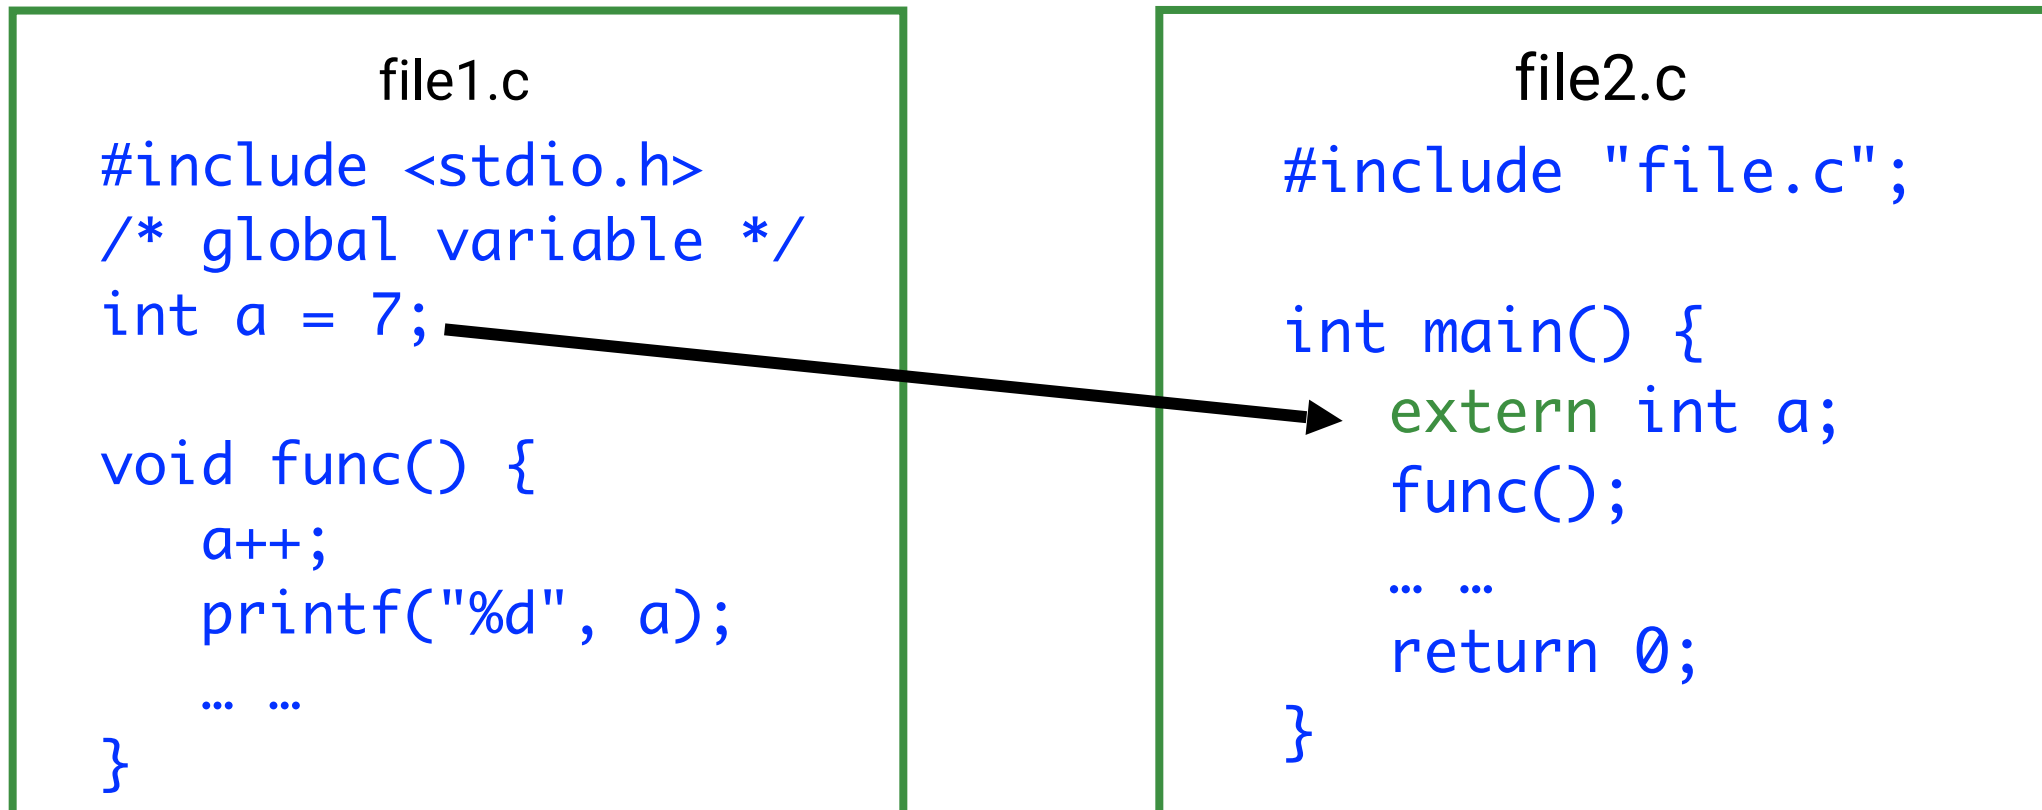 file1.c
#include <stdio.h>
/* global variable */
int a = 7;
void func() {
a++;
printf("%d", a);
… …
}
file2.c
#include "file.c";
int main() {
extern int a;
func();
… …
return 0;
}